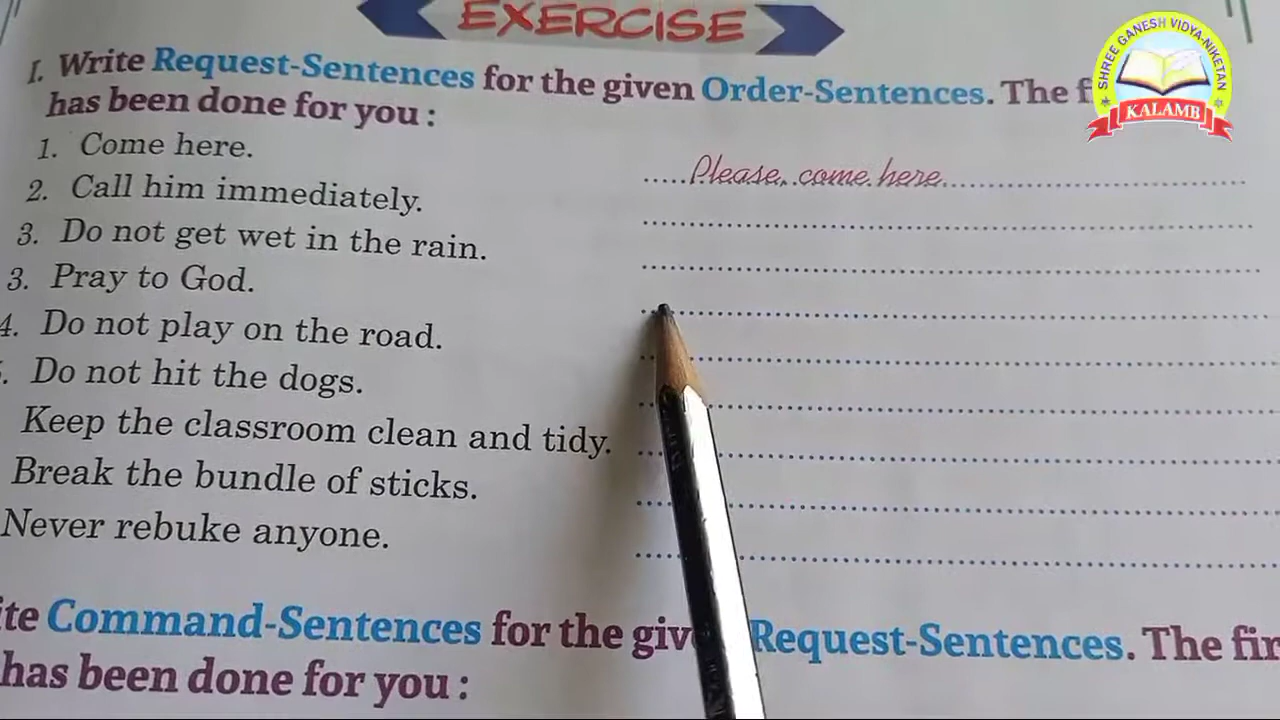 EXERCISE
I. Write Request-Sentences for the given Order-Sentences. The
has been done for you :
1. Come here.
Please, come here.
2. Call him immediately.
3. Do not get wet in the rain.
3. Pray to God.
4. Do not play on the road.
Do not hit the dogs.
Keep the classroom clean and tidy.
Break the bundle of sticks.
Never rebuke anyone.
Command-Sentences for the Request-Sentences. The
has been done for you :
SHREE GANESH VIDYA-NIKETAN
KALAMB